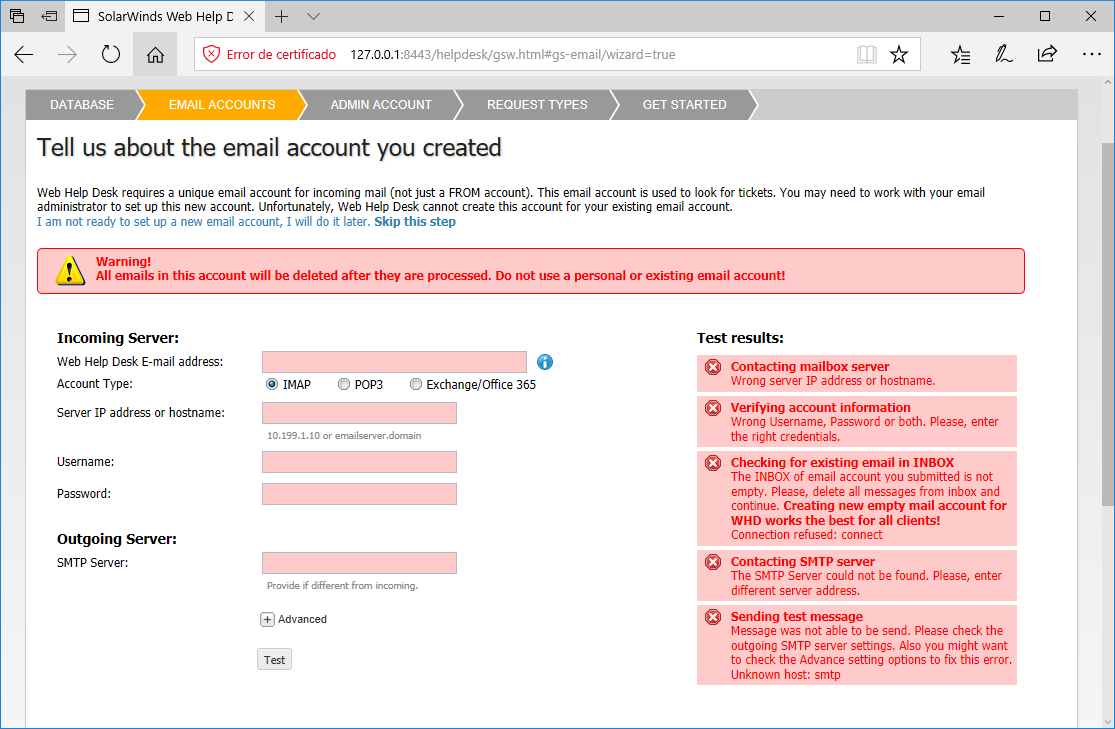 SolarWinds Web Help D
Error de certificado 127.0.0.1:8443/helpdesk/gsw.html#gs-email/wizard=true
DATABASE EMAIL ACCOUNTS ADMIN ACCOUNT REQUEST TYPES GET STARTED
Tell us about the email account you created
Web Help Desk requires a unique email account for incoming mail (not just a FROM account). This email account is used to look for tickets. You may need to work with your email
administrator to set up this new account. Unfortunately, Web Help Desk cannot create this account for your existing email account.
I am not ready to set up a new email account, I will do it later. Skip this step
Warning!
All emails in this account will be deleted after they are processed. Do not use a personal or existing email account!
Incoming Server:
Web Help Desk E-mail address:
Account Type:
IMAP POP3 Exchange/Office 365
Server IP address or hostname:
10.199.1.10 or emailserver.domain
Username:
Password:
Outgoing Server:
SMTP Server:
Provide if different from incoming.
+ Advanced
Test
Test results:
Contacting mailbox server
Wrong server IP address or hostname.
Verifying account information
Wrong Username, Password or both. Please, enter
the right credentials.
Checking for existing email in INBOX
The INBOX of email account you submitted is not
empty. Please, delete all messages from inbox and
continue. Creating new empty mail account for
WHD works the best for all clients!
Connection refused: connect
Contacting SMTP server
The SMTP Server could not be found. Please, enter
different server address.
Sending test message
Message was not able to be send. Please check the
outgoing SMTP server settings. Also you might want
to check the Advance setting options to fix this error.
Unknown host: smtp